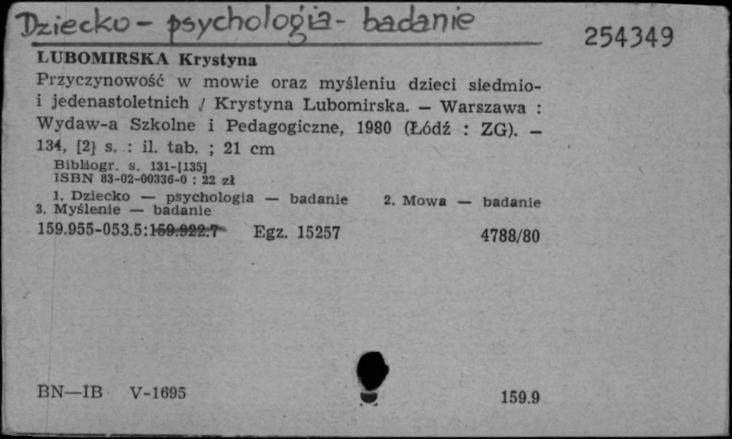 Dziecko - psychologia - badanie
254349
LUBOMIRSKA Krystyna
Przyczynowość w mowie oraz myśleniu dzieci siedmio-
i jedenastoletnich / Krystyna Lubomirska. — Warszawa :
Wydaw-a Szkolne i Pedagogiczne, 1980 (Łódź : ZG). —
134, [2] s. : il. tab. ; 21 cm
Bibliogr. s. 131-[135]
ISBN 83-02-00336-0 : 22 zł
1. Dziecko — psychologia — badanie 2. Mowa — badanie
3. Myślenie — badanie
159.955-053.5:159.922.7 Egz. 15257 4788/80
BN—IB V-1695 159.9